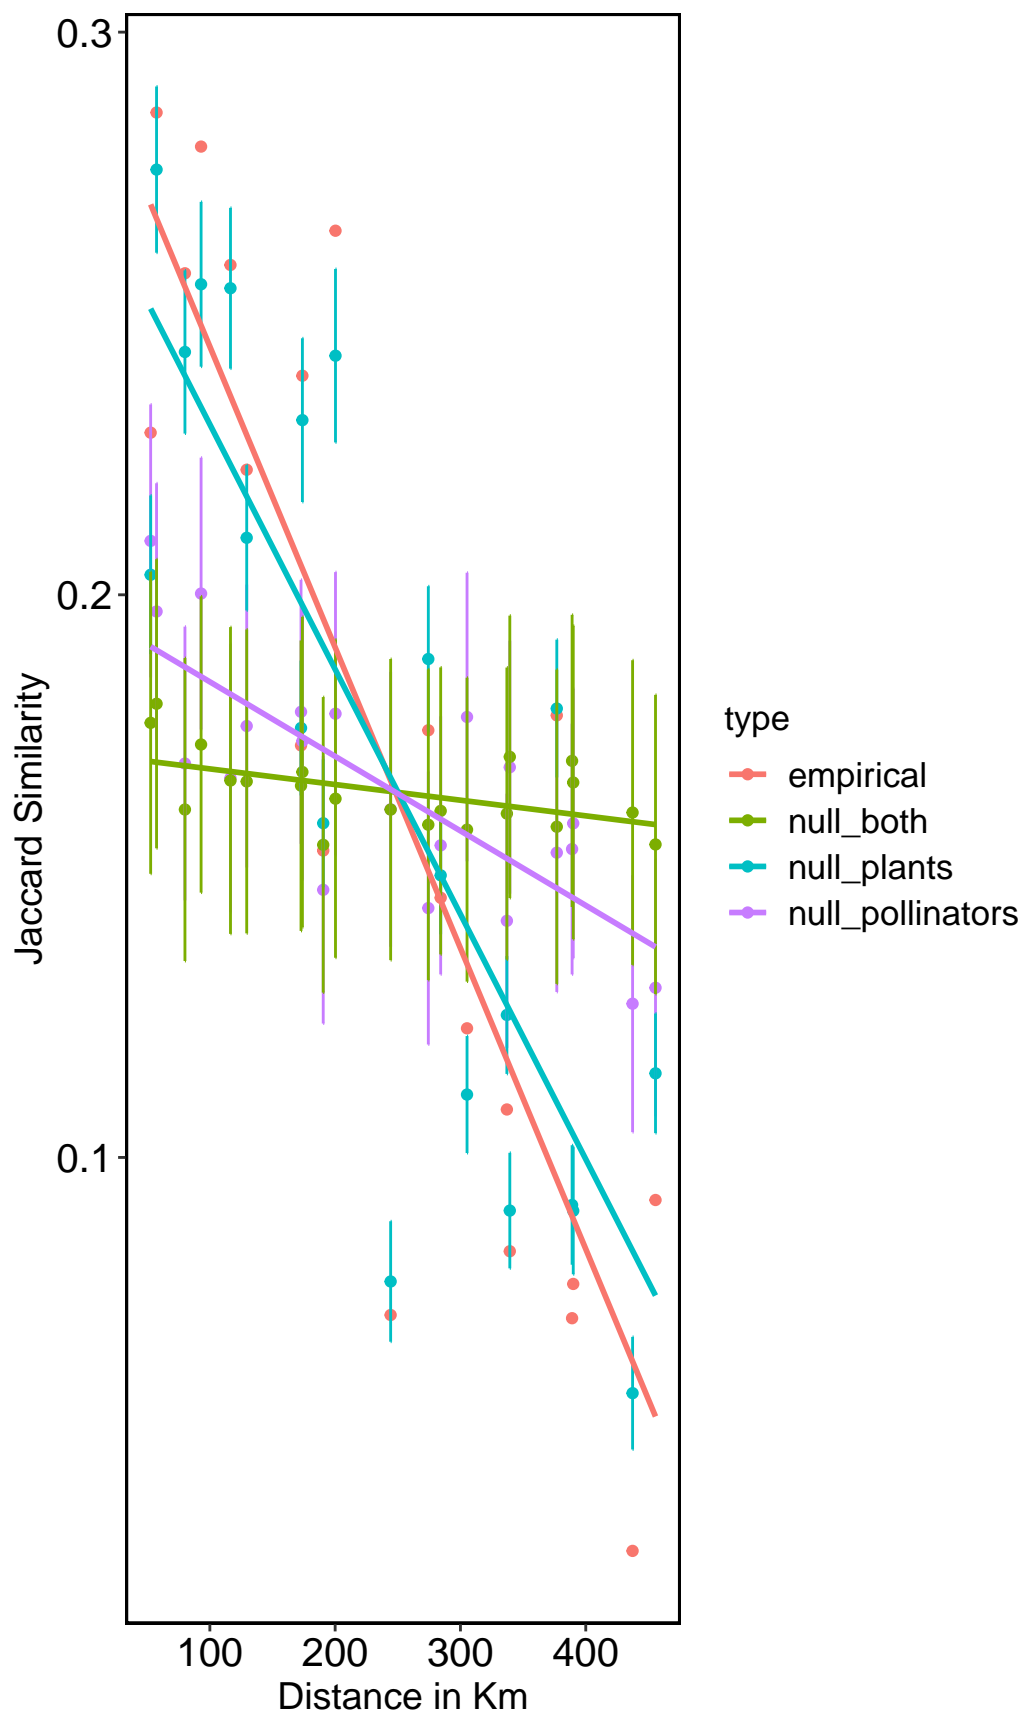 0.3
0.2
0.1
Jaccard Similarity
100 200 300 400
Distance in Km
type
empirical
null_both
null_plants
null_pollinators